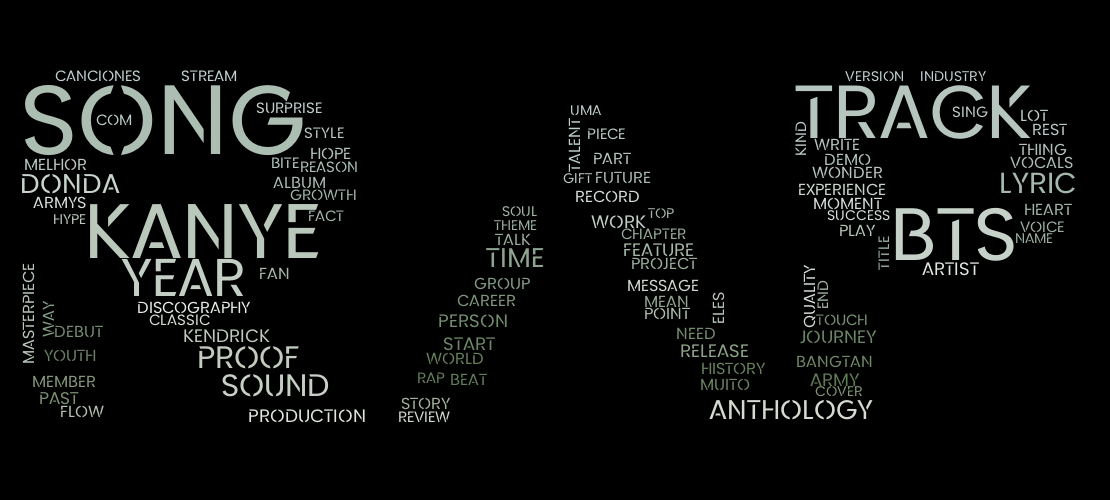 CANCIONES STREAM
SONG
COM
SURPRISE
STYLE
MELHOR
BITE
HOPE
REASON
DONDA
ALBUM
GROWTH
ARMYS
HYPE
KANYE
FACT
YEAR
FAN
MASTERPIECE
WAY
DISCOGRAPHY
CLASSIC
DEBUT
KENDRICK
YOUTH
PROOF
MEMBER
SOUND
PAST
FLOW
PRODUCTION
SOUL
THEME
TALK
TIME
GROUP
CAREER
PERSON
START
WORLD
RAP BEAT
STORY
REVIEW
UMA
TALENT
PIECE
PART
GIFT FUTURE
RECORD
WORK TOP
CHAPTER
FEATURE
PROJECT
MESSAGE
MEAN
POINT
ELES
NEED
RELEASE
HISTORY
MUITO
ANTHOLOGY
VERSION INDUSTRY
TRACK
SING
LOT
REST
KIND
WRITE
DEMO
WONDER
THING
VOCALS
EXPERIENCE
LYRIC
MOMENT
SUCCESS
PLAY
BTS
HEART
VOICE
NAME
TITLE
ARTIST
QUALITY
END
TOUCH
JOURNEY
BANGTAN
ARMY
COVER